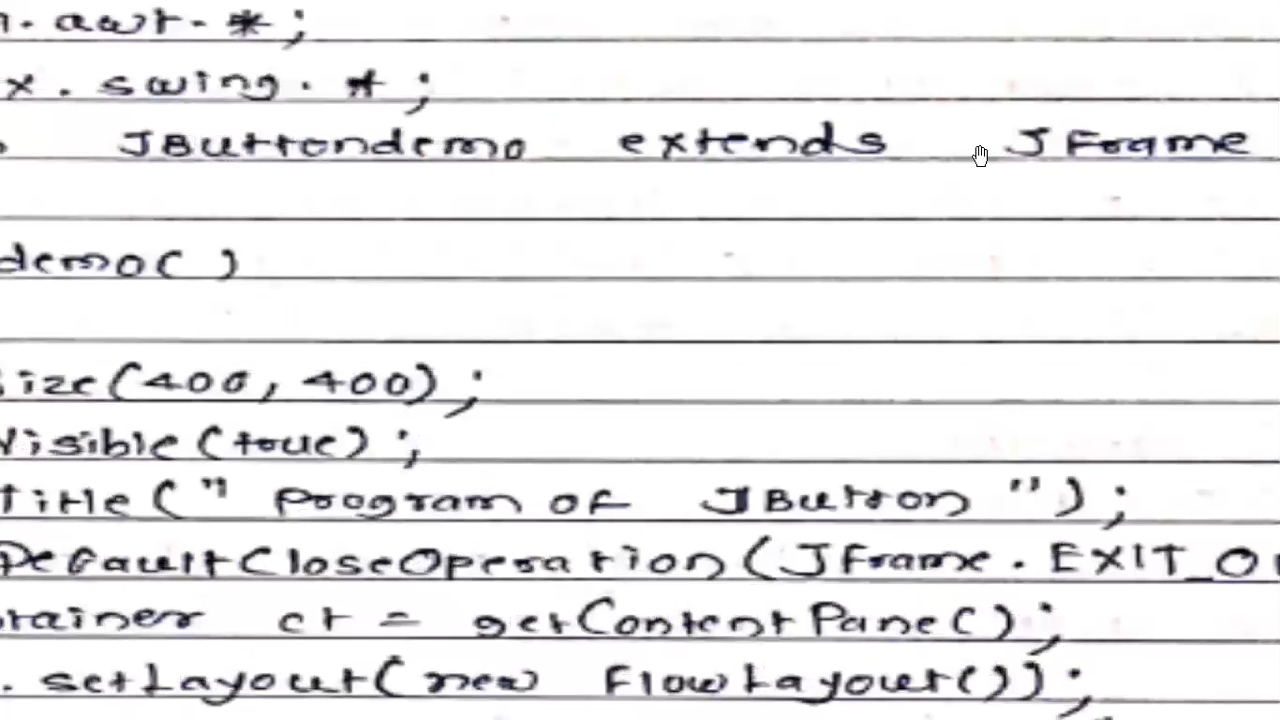 .awt.*;
x.swing.*;
JButtondemo extends JFrame
demo()
size(400, 400);
Visible(true);
Title(" Program of JButton ");
DefaultCloseOperation(JFrame.EXIT_O
tainer ct = getContentPane();
.setLayout(new FlowLayout());